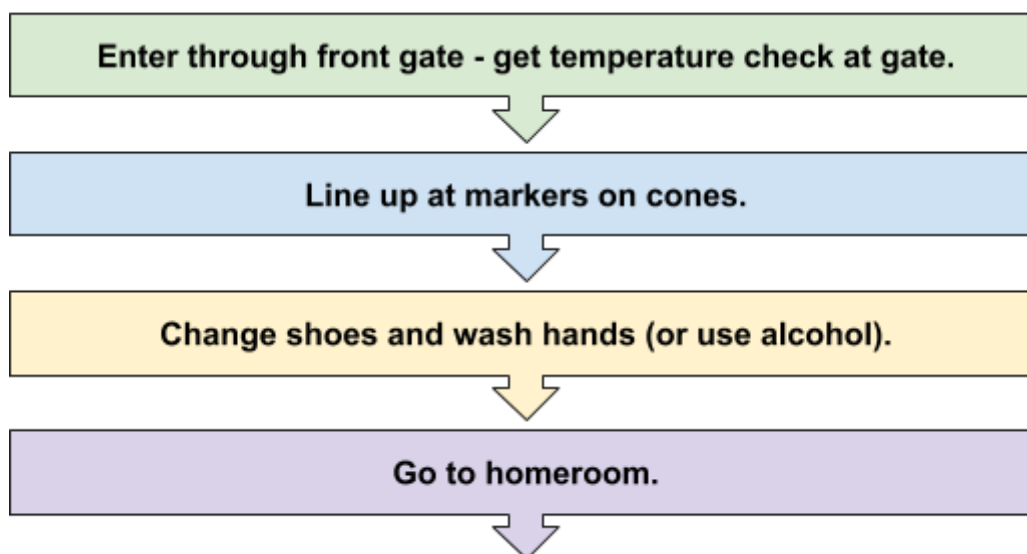 Enter through front gate - get temperature check at gate.
Line up at markers on cones.
Change shoes and wash hands (or use alcohol).
Go to homeroom.